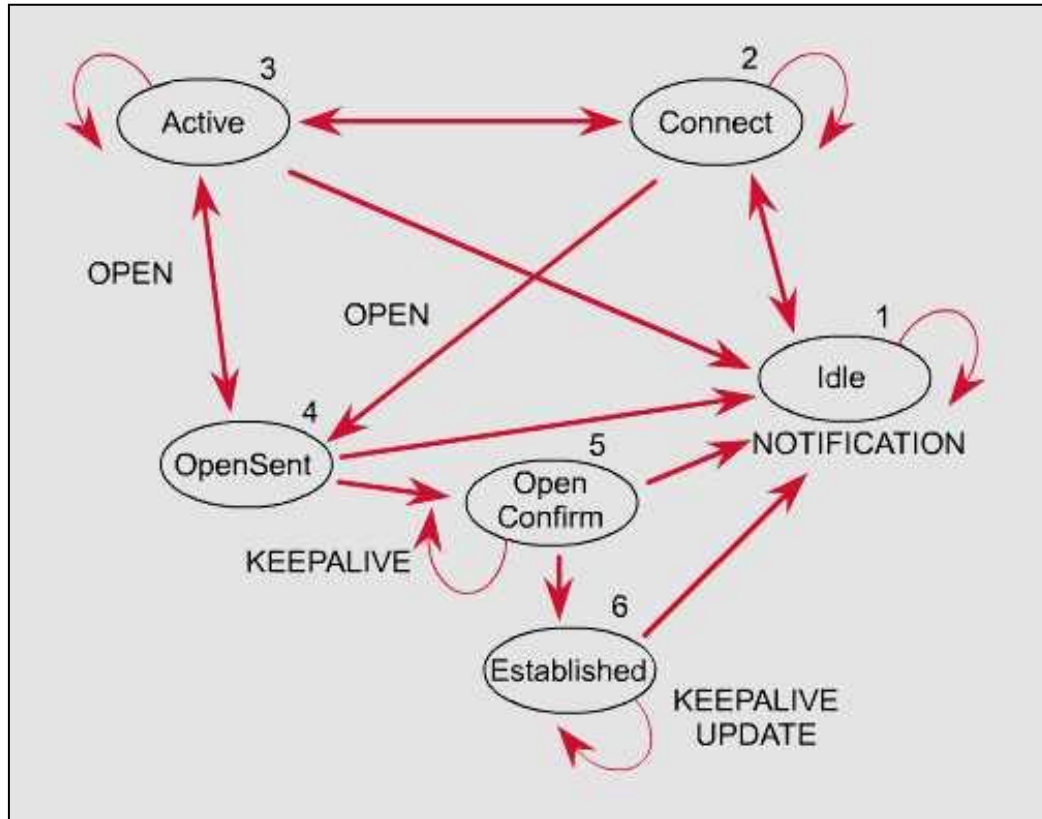 3
Active
2
Connect
OPEN
OPEN
1
Idle
NOTIFICATION
4
OpenSent
5
Open
Confirm
KEEPALIVE
6
Established
KEEPALIVE
UPDATE